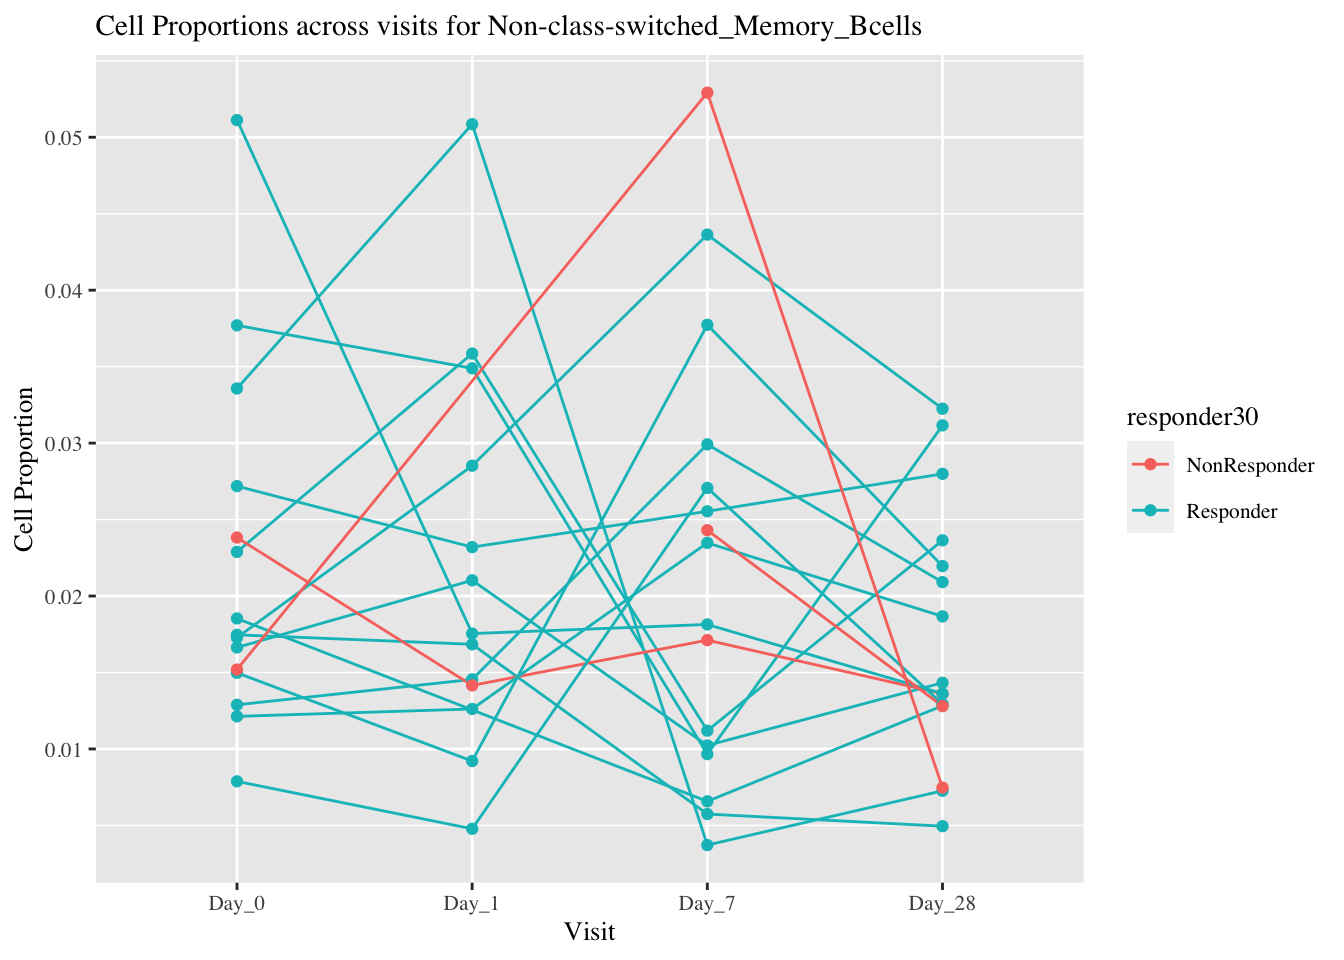 Cell Proportions across visits for Non-class-switched_Memory_Bcells
0.05
0.04
0.03
0.02
0.01
Cell Proportion
Day_0
Day_1
Day_7
Day_28
Visit
responder30
NonResponder
Responder